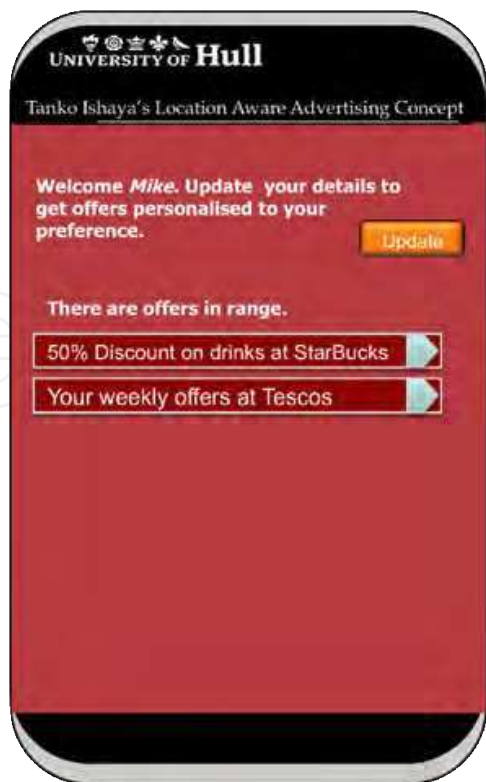 UNIVERSITY OF Hull
Tanko Ishaya's Location Aware Advertising Concept
Welcome Mike. Update your details to
get offers personalised to your
preference.
Update
There are offers in range.
50% Discount on drinks at StarBucks
Your weekly offers at Tescos